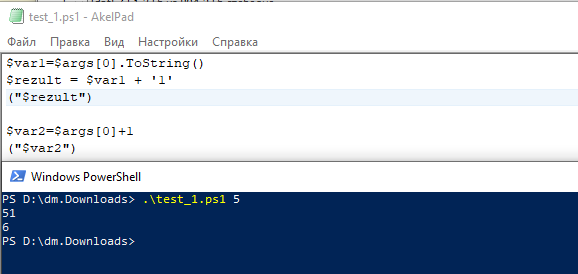 test_1.ps1 - AkelPad
Файл Правка Вид Настройки Справка
$var1=$args[0].ToString()
$rezult = $var1 + '1'
("$rezult")
$var2=$args[0]+1
("$var2")
Windows PowerShell
PS D:\dm.Downloads> .\test_1.ps1 5
51
6
PS D:\dm.Downloads>